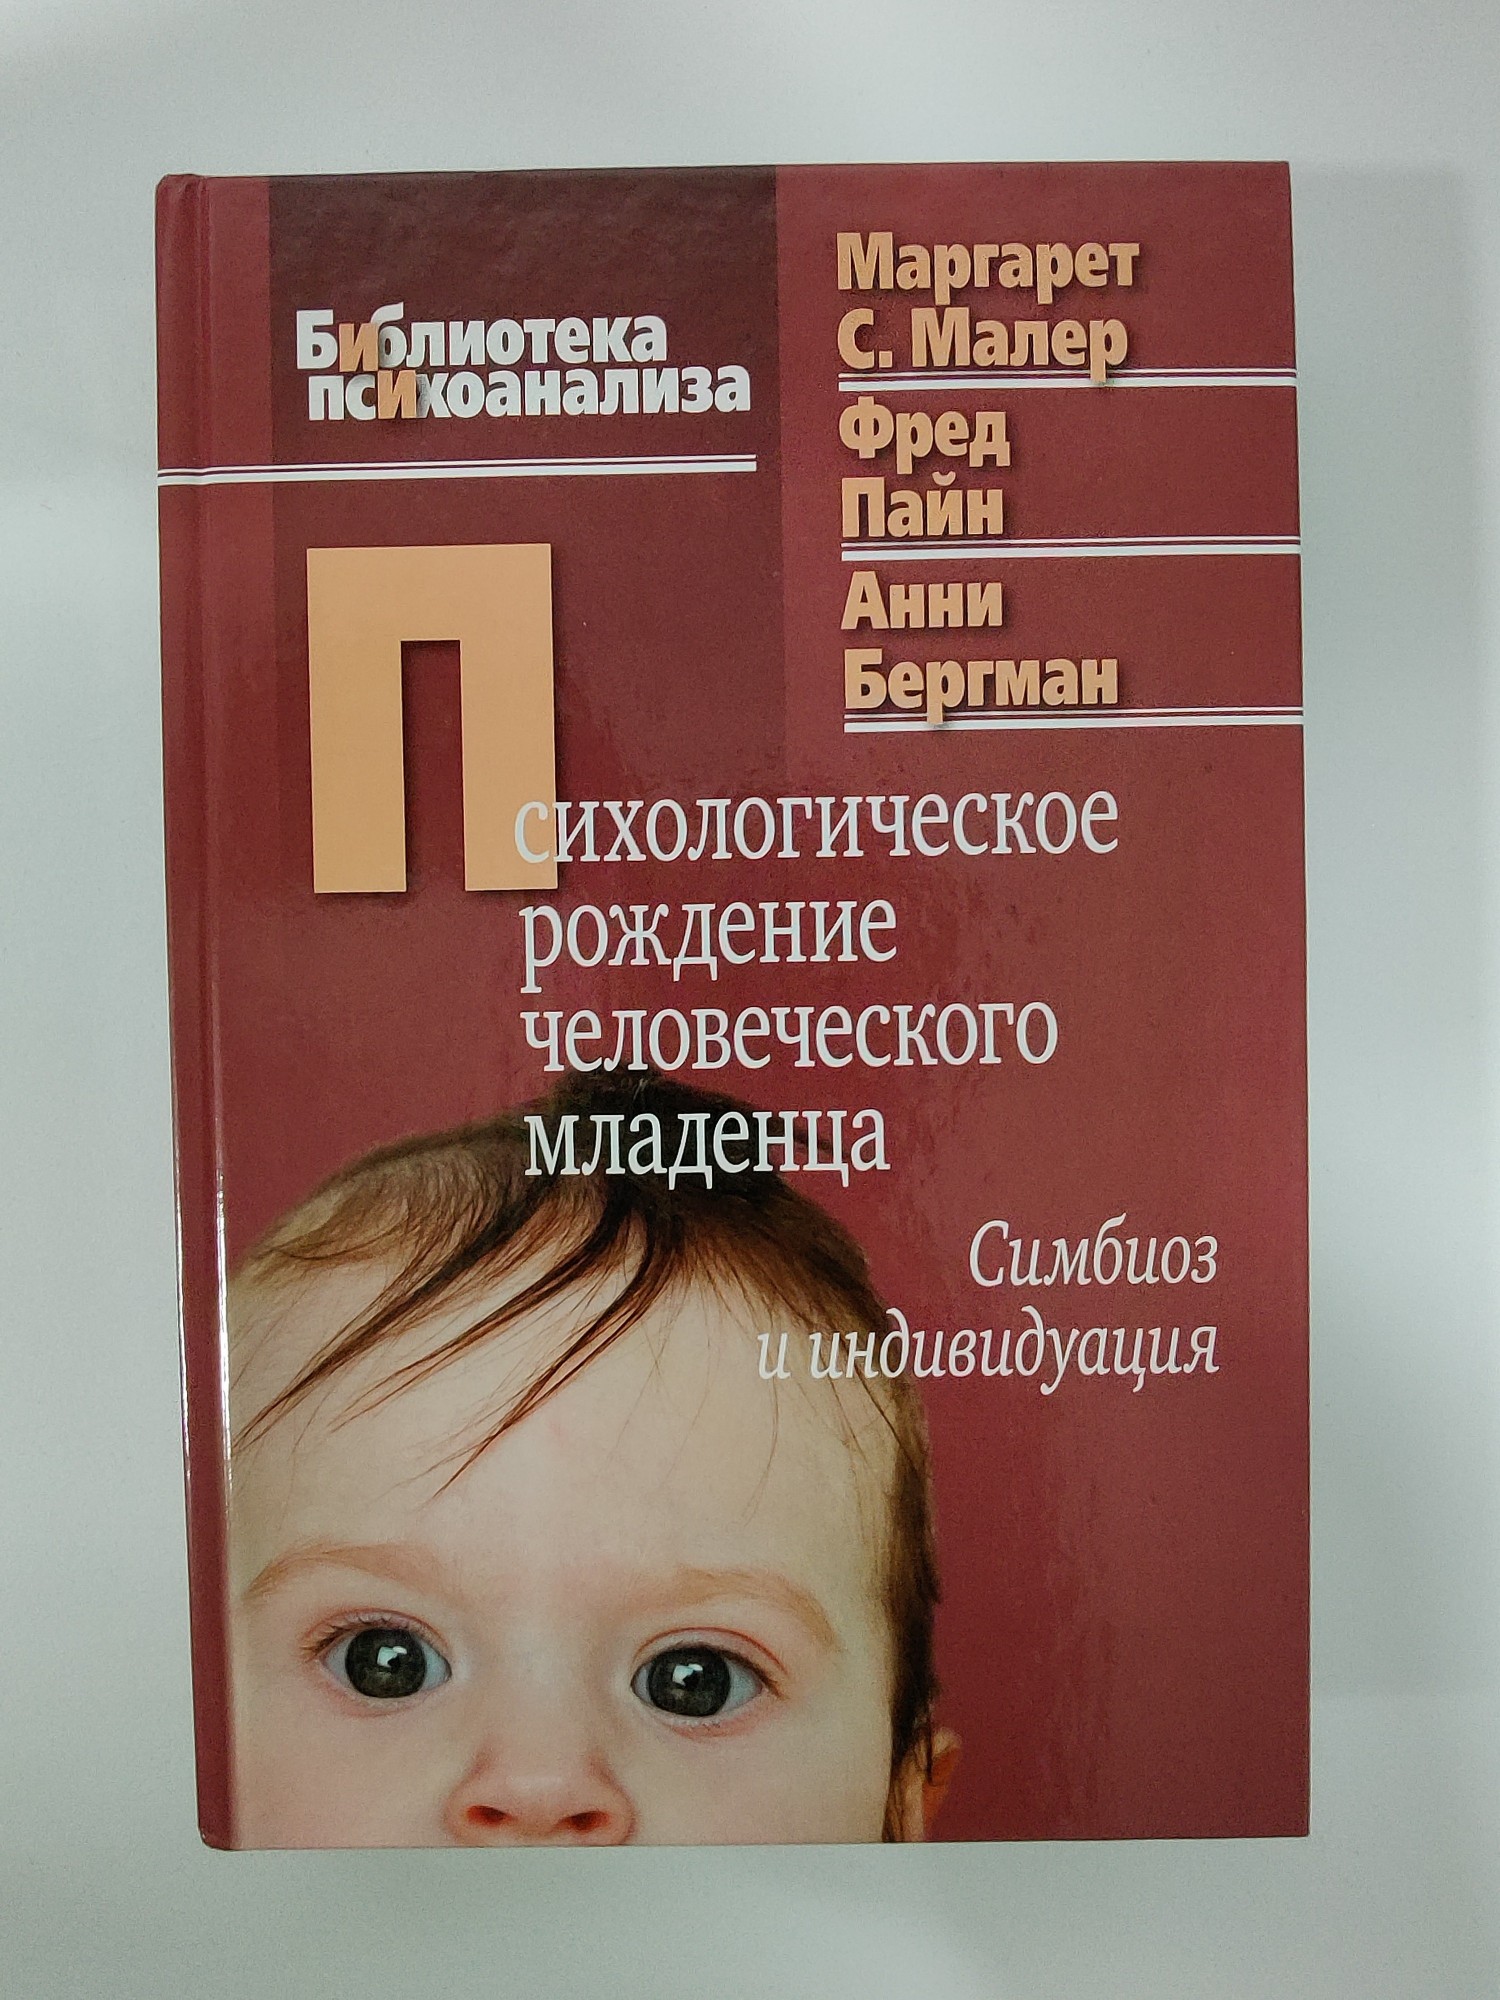 Библиотека
психоанализа
Маргарет
С. Малер
Фред
Пайн
Анни
Бергман
Психологическое
рождение
человеческого
младенца
Симбиоз
и индивидуация